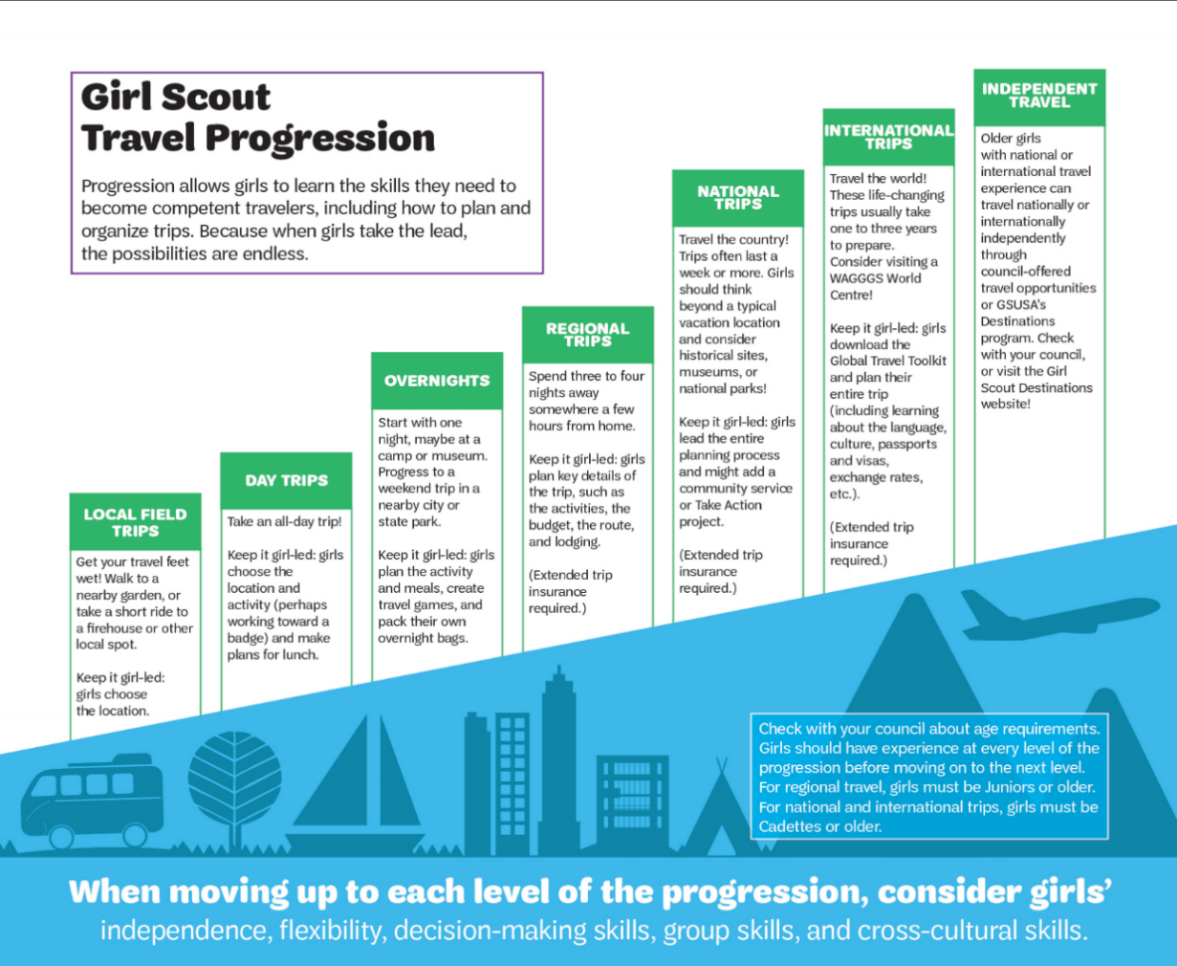 Girl Scout
Travel Progression
Progression allows girls to learn the skills they need to
become competent travelers, including how to plan and
organize trips. Because when girls take the lead,
the possibilities are endless.
LOCAL FIELD
TRIPS
Get your travel feet
wet! Walk to a
nearby garden, or
take a short ride to
a firehouse or other
local spot.
Keep it girl-led:
girls choose
the location.
DAY TRIPS
Take an all-day trip!
Keep it girl-led: girls
choose the
location and
activity (perhaps
working toward a
badge) and make
plans for lunch.
OVERNIGHTS
Start with one
night, maybe at a
camp or museum.
Progress to a
weekend trip in a
nearby city or
state park.
Keep it girl-led: girls
plan the activity
and meals, create
travel games, and
pack their own
overnight bags.
REGIONAL
TRIPS
Spend three to four
nights away
somewhere a few
hours from home.
Keep it girl-led: girls
plan key details of
the trip, such as
the activities, the
budget, the route,
and lodging.
(Extended trip
insurance
required.)
NATIONAL
TRIPS
Travel the country!
Trips often last a
week or more. Girls
should think
beyond a typical
vacation location
and consider
historical sites,
museums, or
national parks!
Keep it girl-led: girls
lead the entire
planning process
and might add a
community service
or Take Action
project.
(Extended trip
insurance
required.)
INTERNATIONAL
TRIPS
Travel the world!
These life-changing
trips usually take
one to three years
to prepare.
Consider visiting a
WAGGGS World
Centre!
Keep it girl-led: girls
download the
Global Travel Toolkit
and plan their
entire trip
(including learning
about the language,
culture, passports
and visas,
exchange rates,
etc.).
(Extended trip
insurance
required.)
INDEPENDENT
TRAVEL
Older girls
with national or
international travel
experience can
travel nationally or
internationally
independently
through
council-offered
travel opportunities
or GSUSA's
Destinations
program. Check
with your council,
or visit the Girl
Scout Destinations
website!
Check with your council about age requirements.
Girls should have experience at every level of the
progression before moving on to the next level.
For regional travel, girls must be Juniors or older.
For national and international trips, girls must be
Cadettes or older.
When moving up to each level of the progression, consider girls'
independence, flexibility, decision-making skills, group skills, and cross-cultural skills.